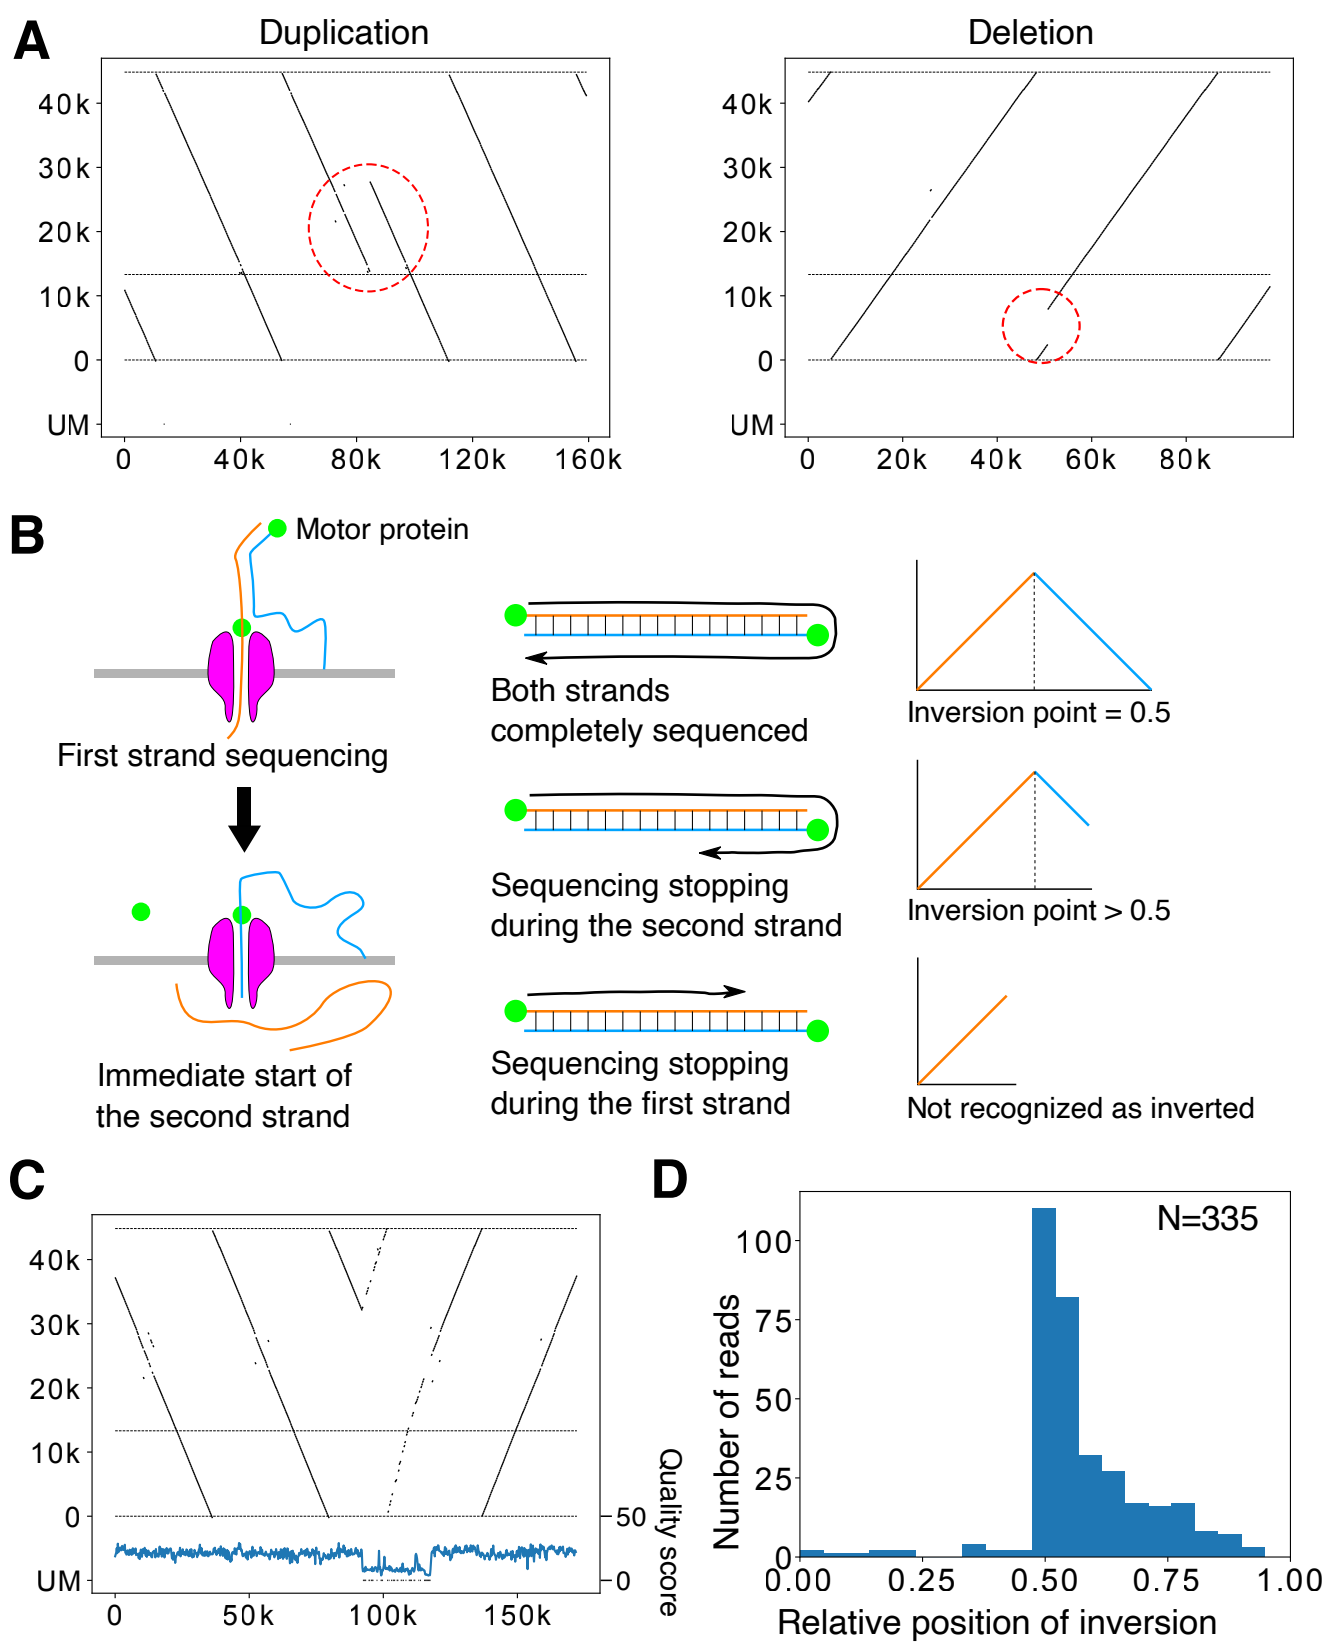 A
Duplication
Deletion
40k
30k
20k
10k
0
UM
0 40k 80k 120k 160k
40k
30k
20k
10k
0
UM
0 20k 40k 60k 80k
B
Motor protein
First strand sequencing
Immediate start of
the second strand
Both strands
completely sequenced
Sequencing stopping
during the second strand
Sequencing stopping
during the first strand
Inversion point = 0.5
Inversion point > 0.5
Not recognized as inverted
C
40k
30k
20k
10k
0
UM
50
0
Quality score
0 50k 100k 150k
D
N=335
Number of reads
100
75
50
25
0
0.00 0.25 0.50 0.75 1.00
Relative position of inversion